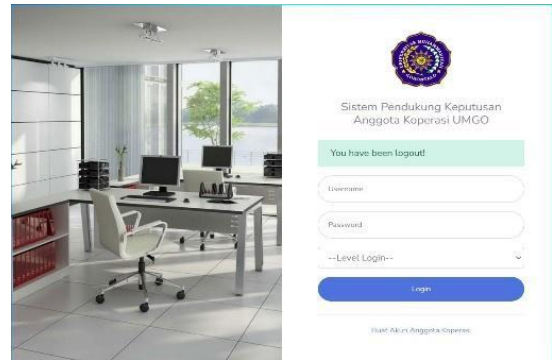 Sistem Pendukung Keputusan
Anggota Koperasi UMGO
You have been logout!
Username
Password
--Level Login--
Login
Buat Akun Anggota Koperasi